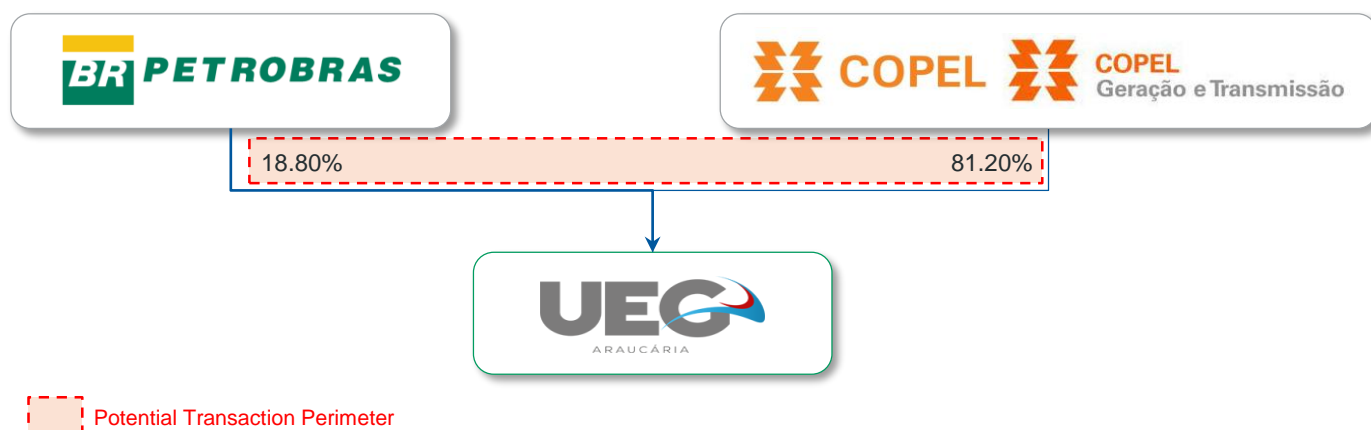 BR PETROBRAS
COPEL
COPEL
Geração e Transmissão
18.80%
81.20%
UEG
ARAUCÁRIA
Potential Transaction Perimeter